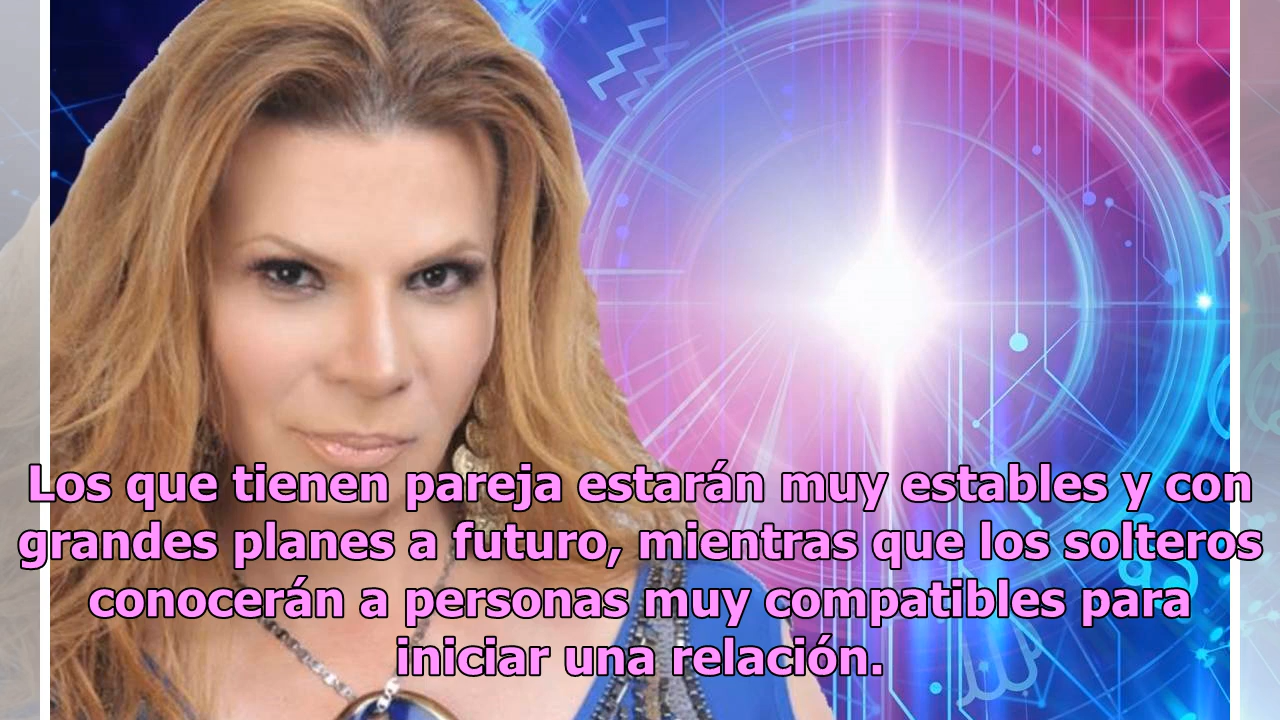 Los que tienen pareja estarán muy estables y con
grandes planes a futuro, mientras que los solteros
conocerán a personas muy compatibles para
iniciar una relación.